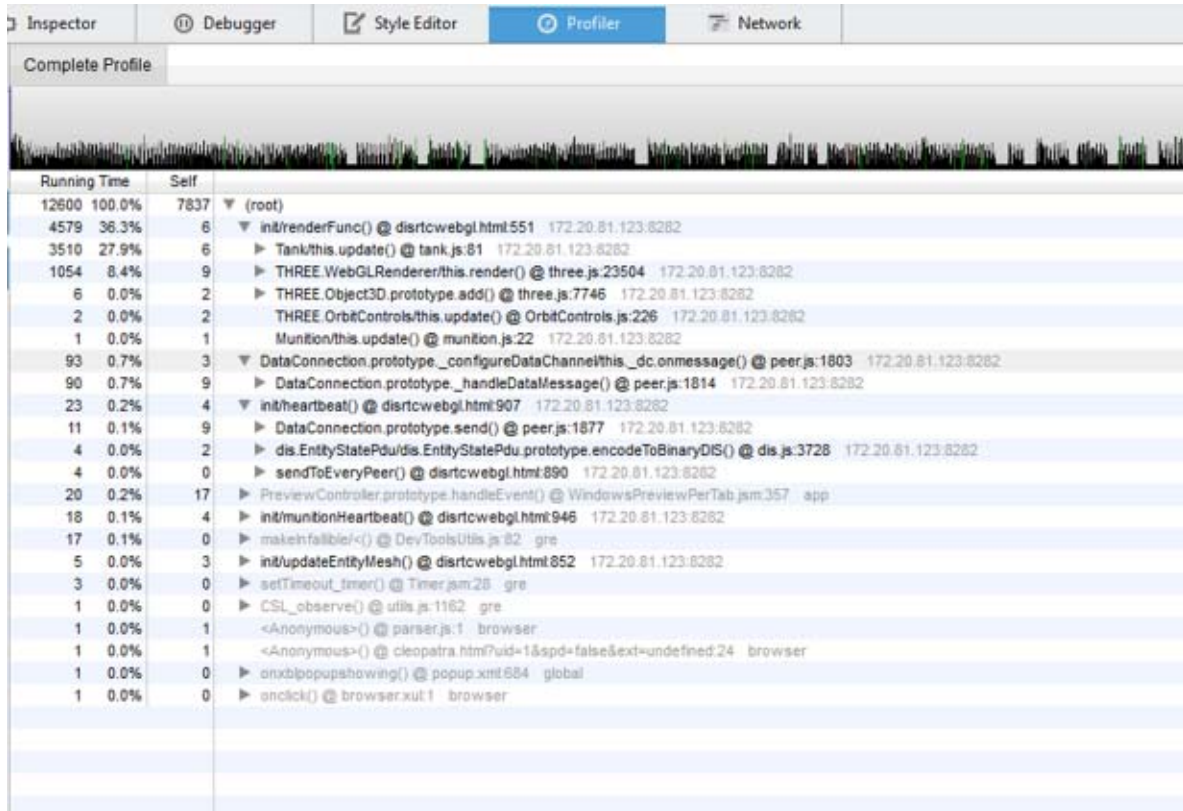 Inspector Debugger Style Editor Profiler Network
Complete Profile
Running Time Self
12600 100.0% 7837 (root)
4579 36.3% 6 init/renderFunc() @ disrtcwebgl.html:551 172.20.81.123:8282
3510 27.9% 6 Tank/this.update() @ tank.js:81 172.20.81.123:8282
1054 8.4% 9 THREE.WebGLRenderer/this.render() @ three.js:23504 172.20.81.123:8282
6 0.0% 2 THREE.Object3D.prototype.add() @ three.js:7746 172.20.81.123:8282
2 0.0% 2 THREE.OrbitControls/this.update() @ OrbitControls.js:226 172.20.81.123:8282
1 0.0% 1 Munition/this.update() @ munition.js:22 172.20.81.123:8282
93 0.7% 3 DataConnection.prototype._configureDataChannel/this._dc.onmessage() @ peer.js:1803 172.20.81.123:8282
90 0.7% 9 DataConnection.prototype._handleDataMessage() @ peer.js:1814 172.20.81.123:8282
23 0.2% 4 init/heartbeat() @ disrtcwebgl.html:907 172.20.81.123:8282
11 0.1% 9 DataConnection.prototype.send() @ peer.js:1877 172.20.81.123:8282
4 0.0% 2 dis.EntityStatePdu/dis.EntityStatePdu.prototype.encodeToBinaryDIS() @ dis.js:3728 172.20.81.123:8282
4 0.0% 0 sendToEveryPeer() @ disrtcwebgl.html:890 172.20.81.123:8282
20 0.2% 17 PreviewController.prototype.handleEvent() @ WindowsPreviewPerTab.jsm:357 app
18 0.1% 4 init/munitionHeartbeat() @ disrtcwebgl.html:946 172.20.81.123:8282
17 0.1% 0 makeInfallible/<() @ DevToolsUtils.js:82 gre
5 0.0% 3 init/updateEntityMesh() @ disrtcwebgl.html:852 172.20.81.123:8282
3 0.0% 0 setTimeout_timer() @ Timer.jsm:28 gre
1 0.0% 0 CSL_observe() @ utils.js:1162 gre
1 0.0% 1 <Anonymous>() @ parser.js:1 browser
1 0.0% 1 <Anonymous>() @ cleopatra.html?uid=1&spd=false&ext=undefined:24 browser
1 0.0% 0 onxblpopupshowing() @ popup.xml:684 global
1 0.0% 0 onclick() @ browser.xul:1 browser